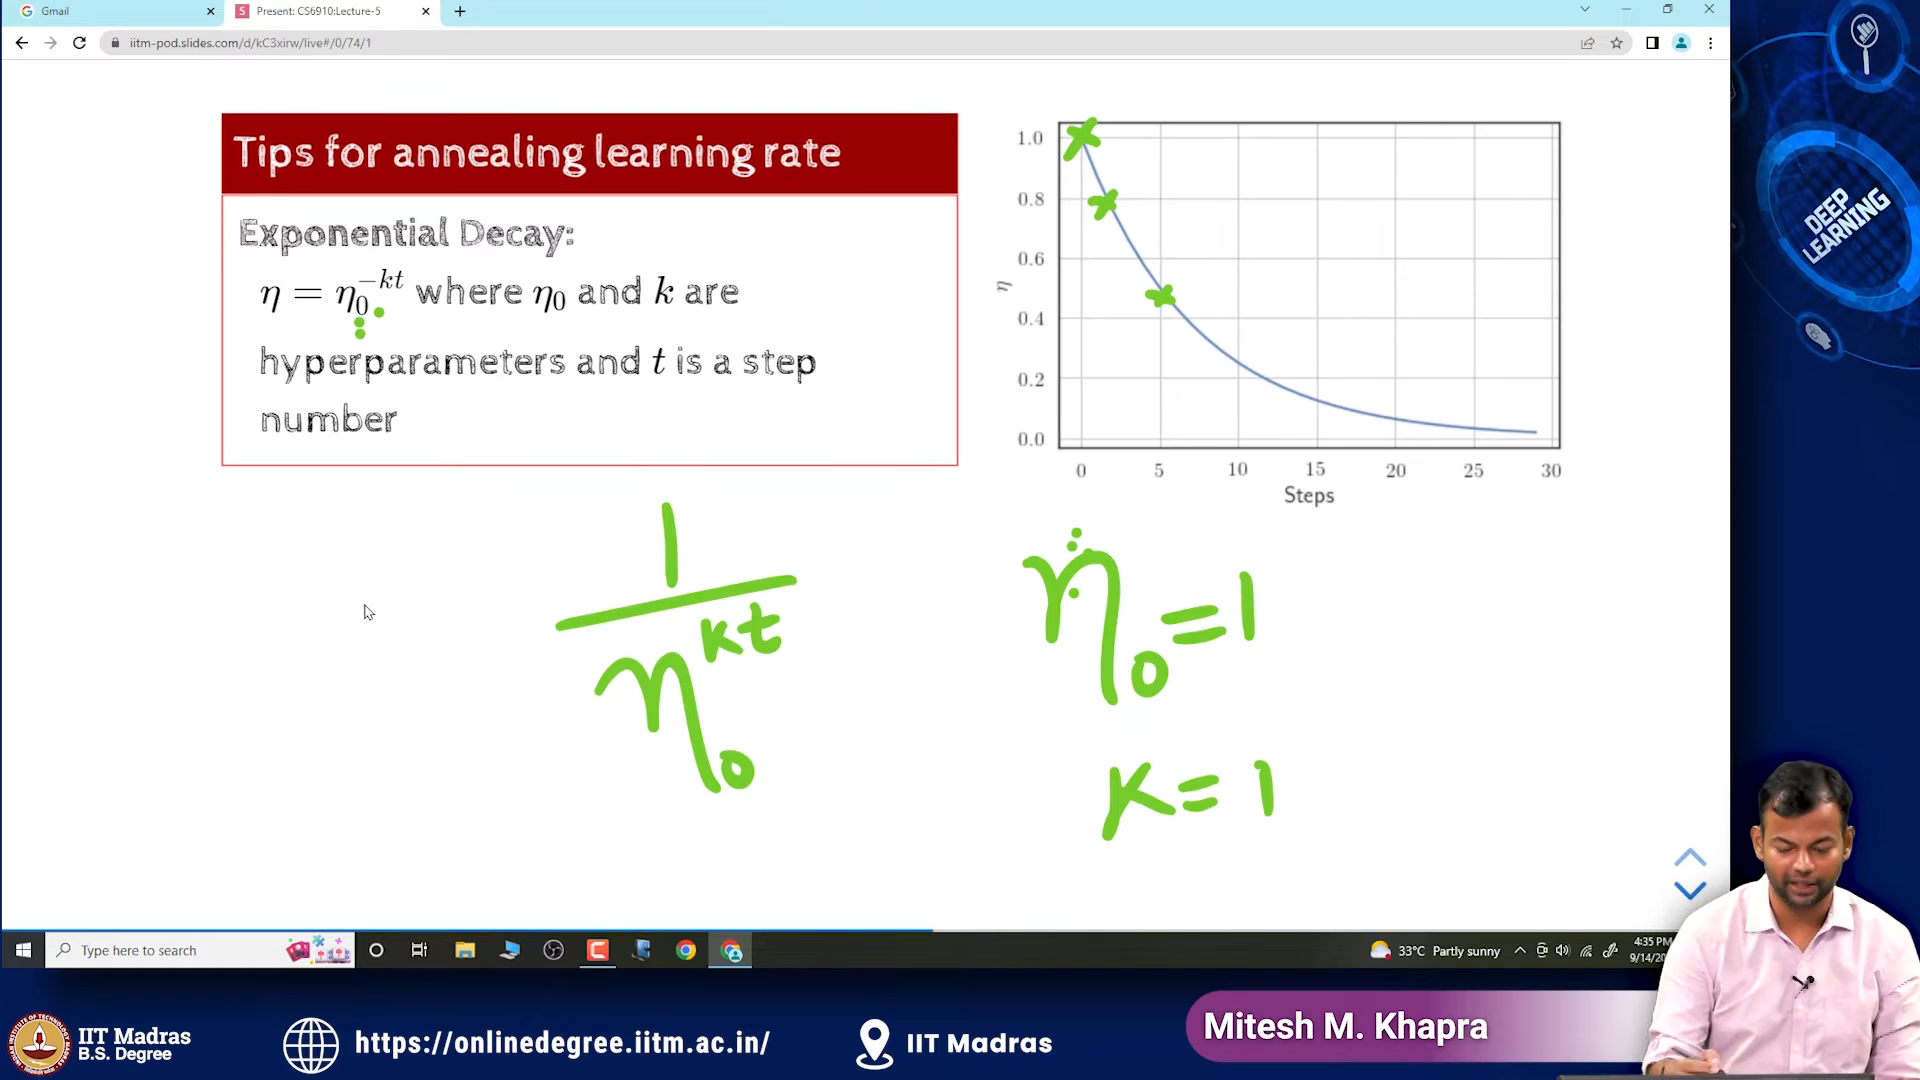 Gmail
S Present: CS6910:Lecture-5
iitm-pod.slides.com/d/kC3xirw/live#/0/74/1
Tips for annealing learning rate
Exponential Decay:
η = η₀^{-kt} where η₀ and k are
hyperparameters and t is a step
number
1.0
0.8
0.6
0.4
0.2
0.0
η
0 5 10 15 20 25 30
Steps
1
η₀^{kt}
η₀ = 1
K = 1
DEEP
LEARNING
Type here to search
33°C Partly sunny
4:35 PM
9/14/20
IIT Madras
B.S. Degree
https://onlinedegree.iitm.ac.in/
IIT Madras
Mitesh M. Khapra